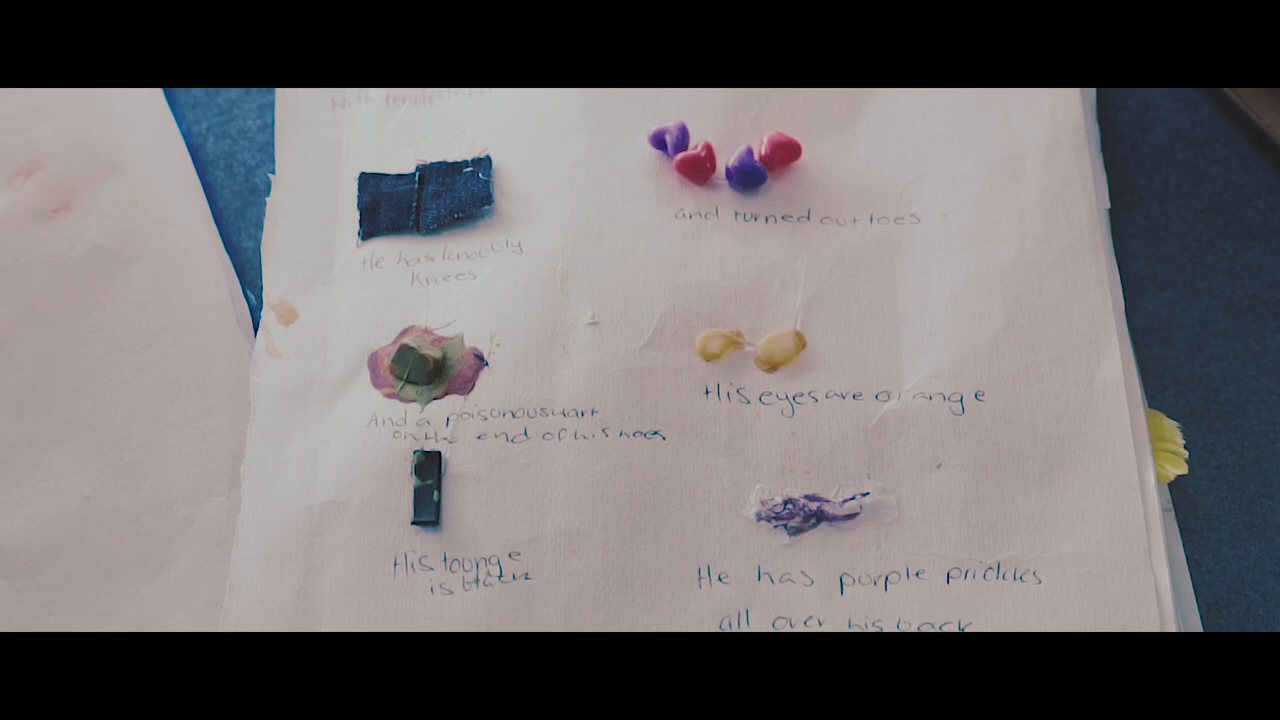 and turned out toes
He has knobbly
Knees
His eyes are orange
And a poisonous wart
on the end of his noes
His tounge
is black
He has purple prickles
all over his back